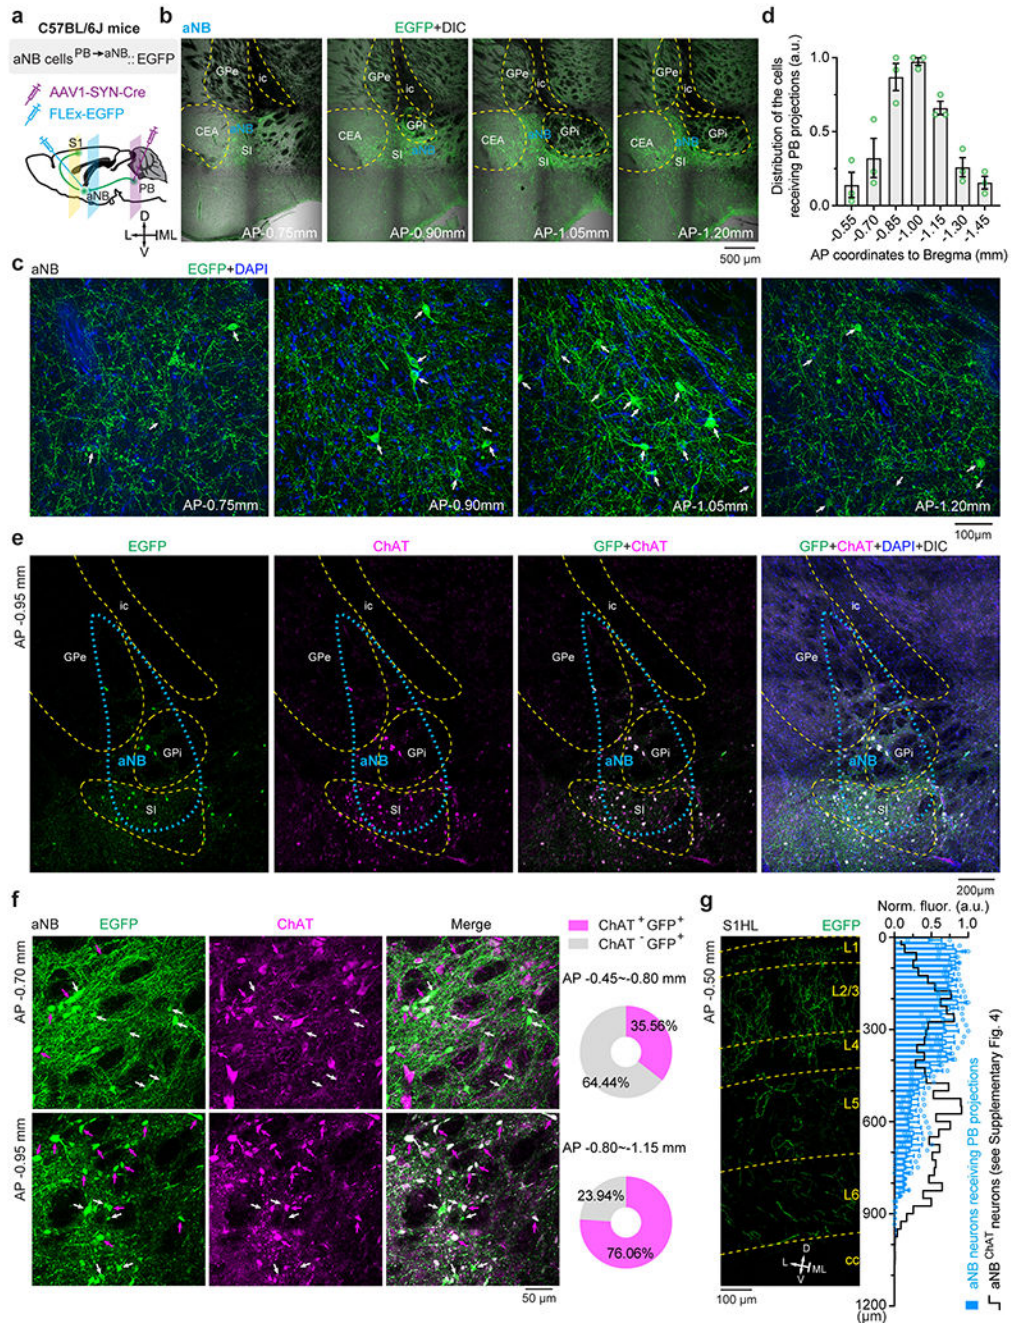 a
C57BL/6J mice
aNB cells PB→aNB::EGFP
AAV1-SYN-Cre
FLEx-EGFP
S1
aNB
PB
D
L
ML
V
b
aNB
EGFP+DIC
GPe
ic
CEA
aNB
SI
AP-0.75mm
GPe
ic
CEA
GPi
aNB
SI
AP-0.90mm
GPe
ic
CEA
aNB
GPi
SI
AP-1.05mm
GPe
ic
CEA
aNB
GPi
SI
AP-1.20mm
500 µm
d
Distribution of the cells
receiving PB projections (a.u.)
1.0
0.5
0.0
-0.55
-0.70
-0.85
-1.00
-1.15
-1.30
-1.45
AP coordinates to Bregma (mm)
c
aNB
EGFP+DAPI
AP-0.75mm
AP-0.90mm
AP-1.05mm
AP-1.20mm
100µm
e
AP -0.95 mm
EGFP
ic
GPe
GPi
aNB
SI
ChAT
ic
GPe
GPi
aNB
SI
GFP+ChAT
ic
GPe
GPi
aNB
SI
GFP+ChAT+DAPI+DIC
ic
GPe
GPi
aNB
SI
200µm
f
aNB
EGFP
ChAT
Merge
AP -0.70 mm
AP -0.95 mm
50 µm
ChAT+GFP+
ChAT-GFP+
AP -0.45~-0.80 mm
35.56%
64.44%
AP -0.80~-1.15 mm
23.94%
76.06%
g
S1HL
EGFP
AP -0.50 mm
L1
L2/3
L4
L5
L6
cc
D
L
ML
V
100 µm
Norm. fluor. (a.u.)
0.0 0.5 1.0
0
300
600
900
1200
(µm)
aNB neurons receiving PB projections
aNB ChAT neurons (see Supplementary Fig. 4)